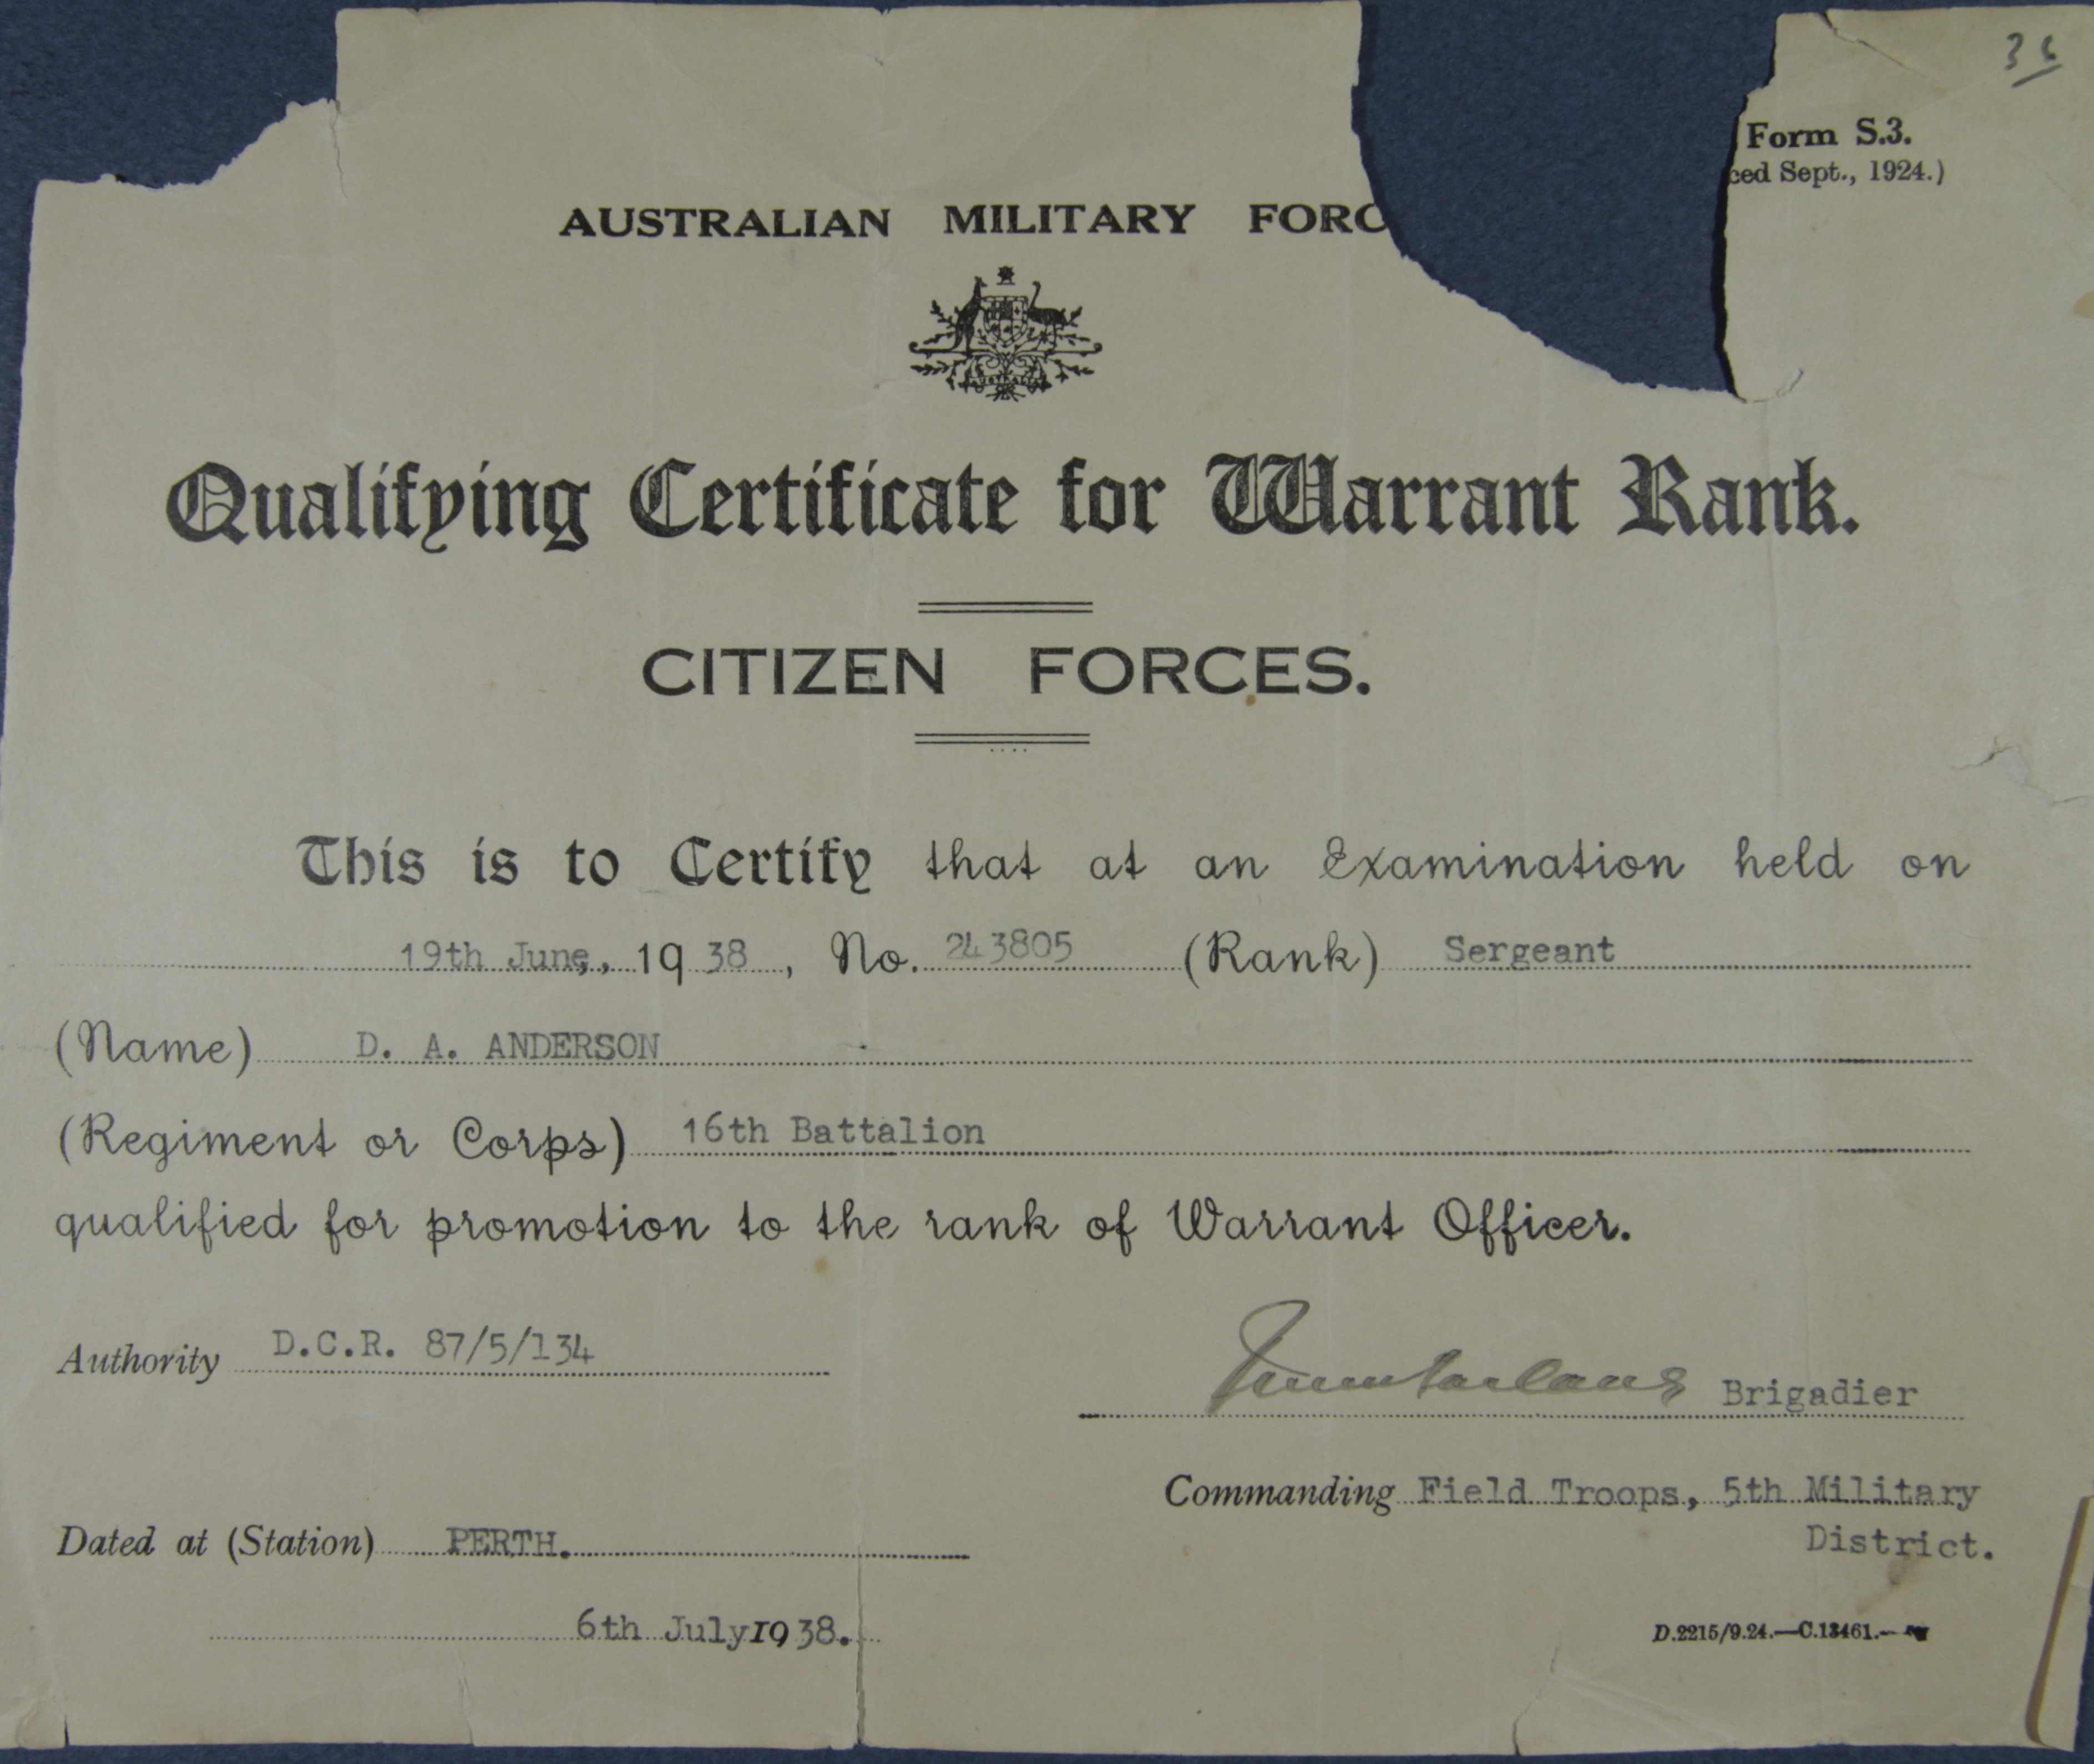 36
Form S.3.
ced Sept., 1924.)
AUSTRALIAN MILITARY FORC
AUSTRALIA
Qualifying Certificate for Warrant Rank.
CITIZEN FORCES.
This is to Certify that at an Examination held on
19th June, 1938, No. 243805 (Rank) Sergeant
(Name) D. A. ANDERSON
(Regiment or Corps) 16th Battalion
qualified for promotion to the rank of Warrant Officer.
Authority D.C.R. 87/5/134
Brigadier
Commanding Field Troops, 5th Military
District.
Dated at (Station) PERTH.
6th July 1938.
D.2215/9.24.—C.13461.—